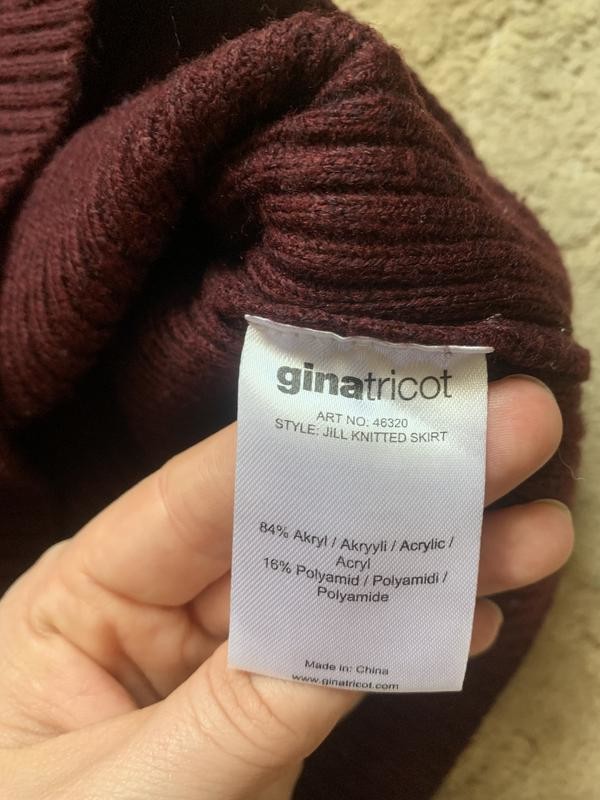 ginatricot
ART NO: 46320
STYLE: JILL KNITTED SKIRT
84% Akryl / Akryyli / Acrylic /
Acryl
16% Polyamid / Polyamidi /
Polyamide
Made in: China
www.ginatricot.com